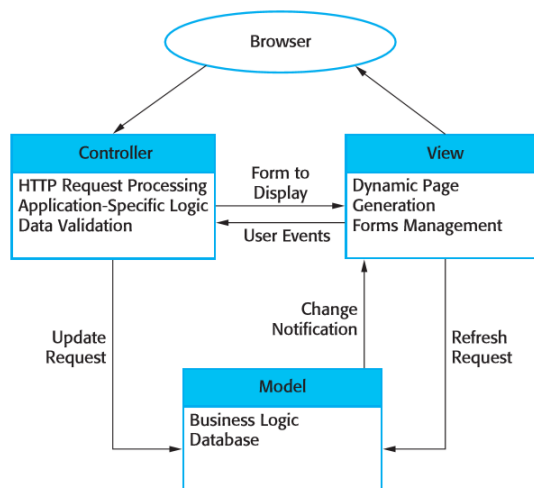 Browser
Controller
HTTP Request Processing
Application-Specific Logic
Data Validation
Form to
Display
User Events
View
Dynamic Page
Generation
Forms Management
Update
Request
Change
Notification
Refresh
Request
Model
Business Logic
Database